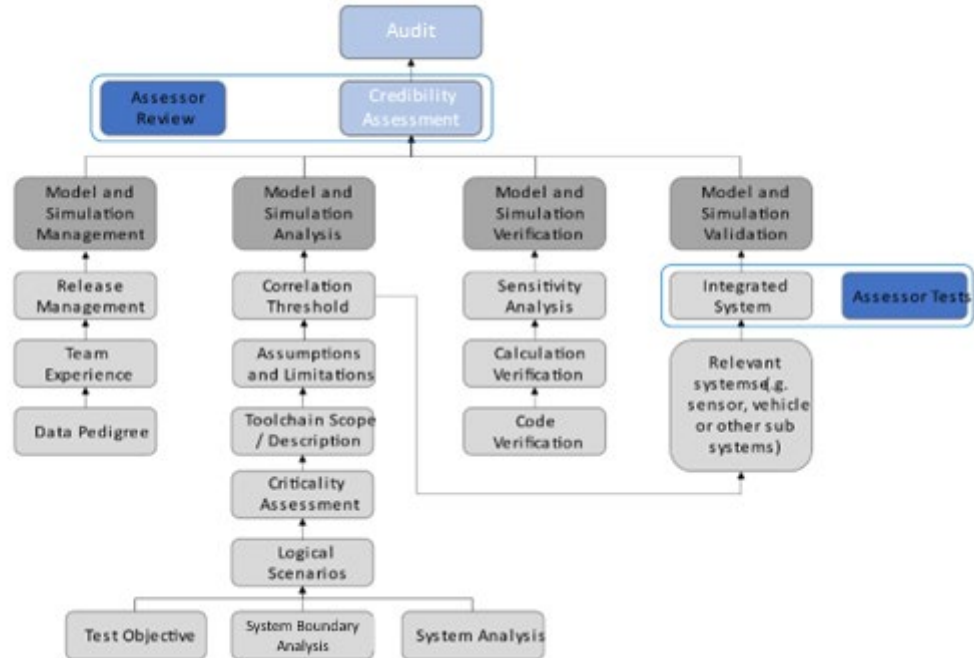 Audit
Assessor
Review
Credibility
Assessment
Model and
Simulation
Management
Model and
Simulation
Analysis
Model and
Simulation
Verification
Model and
Simulation
Validation
Release
Management
Correlation
Threshold
Sensitivity
Analysis
Integrated
System
Assessor Tests
Team
Experience
Assumptions
and Limitations
Calculation
Verification
Relevant
systemse(.g.
sensor, vehicle
or other sub
systems)
Data Pedigree
Toolchain Scope
/ Description
Code
Verification
Criticality
Assessment
Logical
Scenarios
Test Objective
System Boundary
Analysis
System Analysis